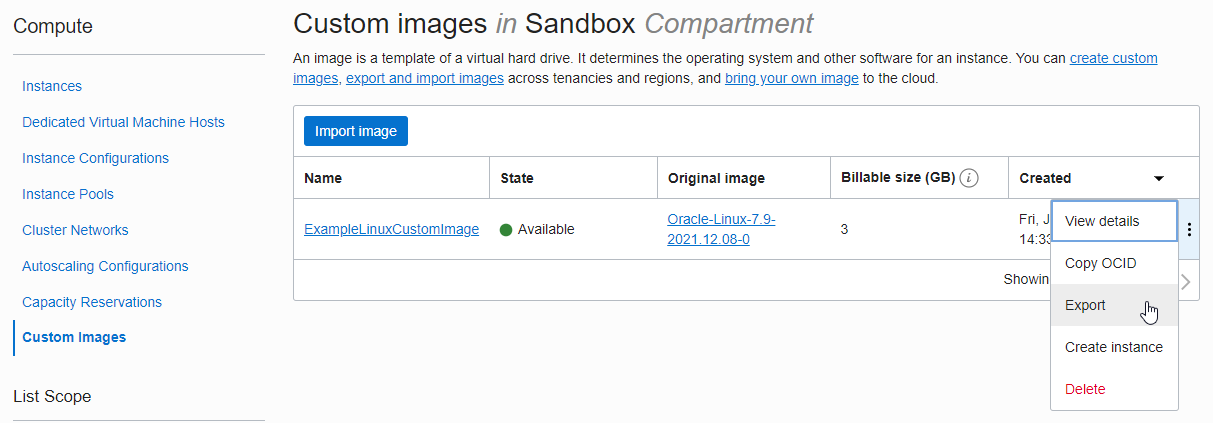 Compute
Instances
Dedicated Virtual Machine Hosts
Instance Configurations
Instance Pools
Cluster Networks
Autoscaling Configurations
Capacity Reservations
Custom Images
List Scope
Custom images in Sandbox Compartment
An image is a template of a virtual hard drive. It determines the operating system and other software for an instance. You can create custom
images, export and import images across tenancies and regions, and bring your own image to the cloud.
Import image
Name State Original image Billable size (GB) i Created
ExampleLinuxCustomImage Available Oracle-Linux-7.9-
2021.12.08-0 3 Fri, J
14:33
Showin
View details
Copy OCID
Export
Create instance
Delete